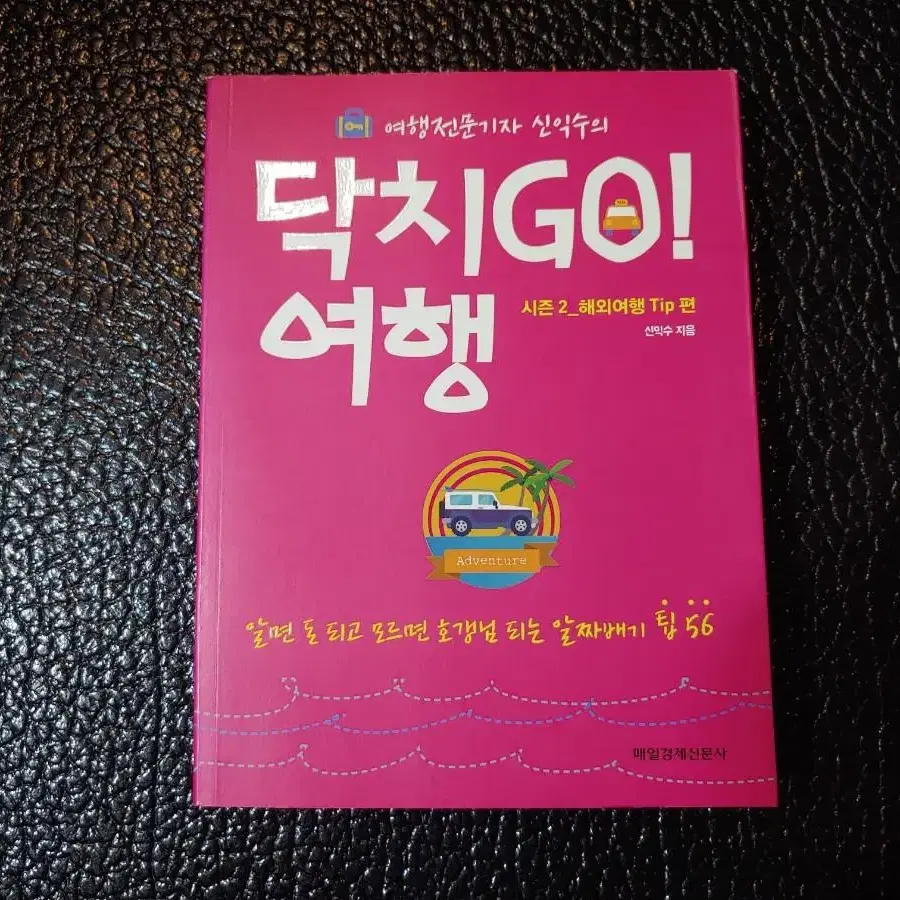 여행전문기자 신익수의
닥치GO!
여행
시즌 2_해외여행 Tip 편
신익수 지음
Adventure
알면 돈 되고 모르면 호갱님 되는 알짜배기 팁 56
매일경제신문사